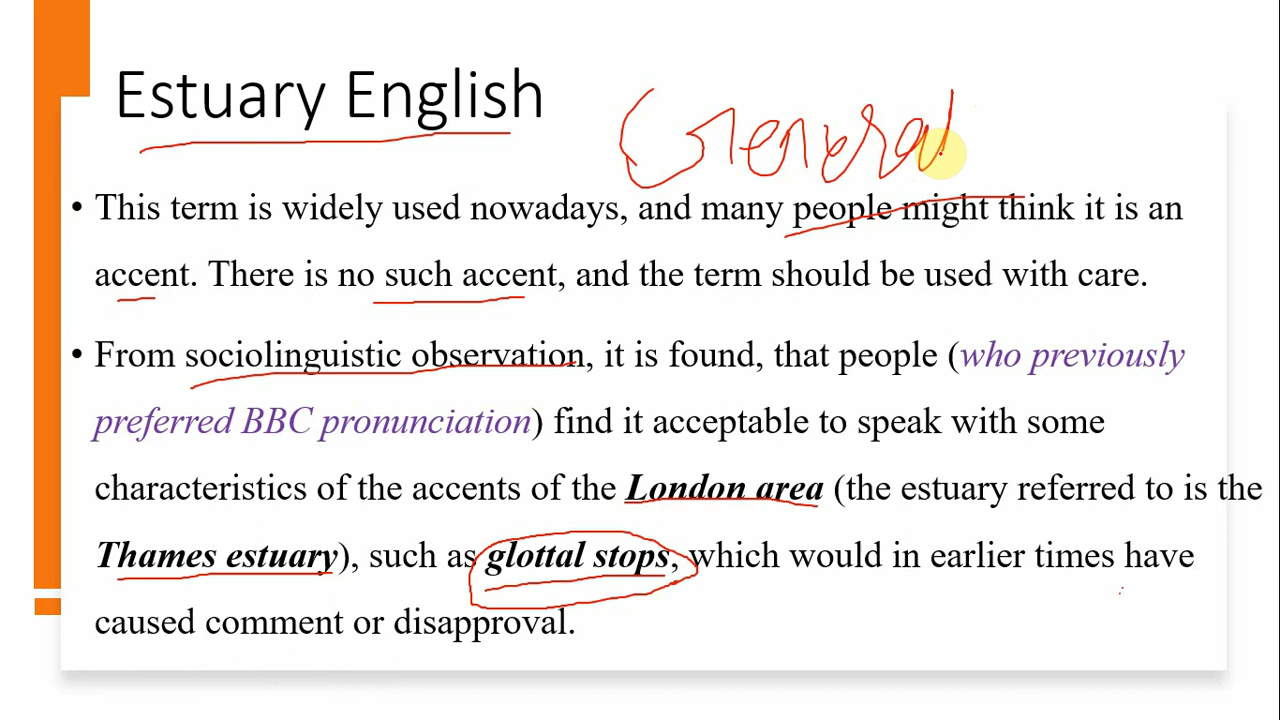 Estuary English
General
• This term is widely used nowadays, and many people might think it is an
accent. There is no such accent, and the term should be used with care.
• From sociolinguistic observation, it is found, that people (who previously
preferred BBC pronunciation) find it acceptable to speak with some
characteristics of the accents of the London area (the estuary referred to is the
Thames estuary), such as glottal stops, which would in earlier times have
caused comment or disapproval.